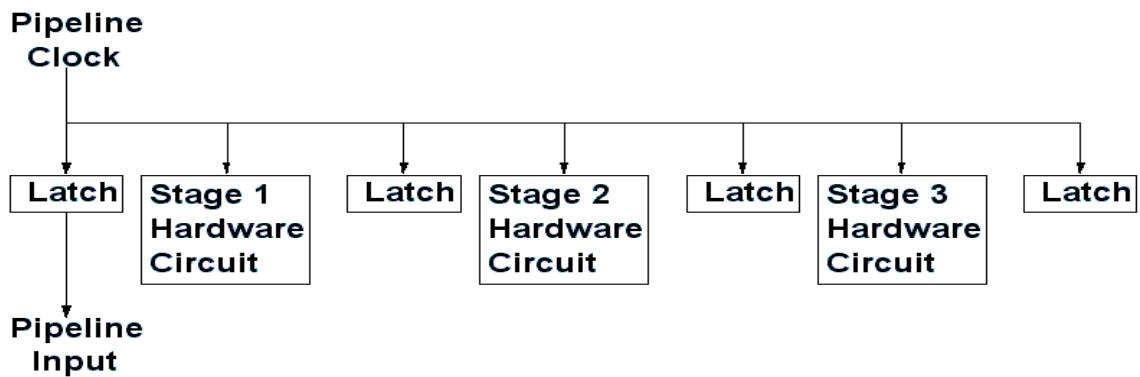 Pipeline
Clock
Latch
Stage 1
Hardware
Circuit
Latch
Stage 2
Hardware
Circuit
Latch
Stage 3
Hardware
Circuit
Latch
Pipeline
Input